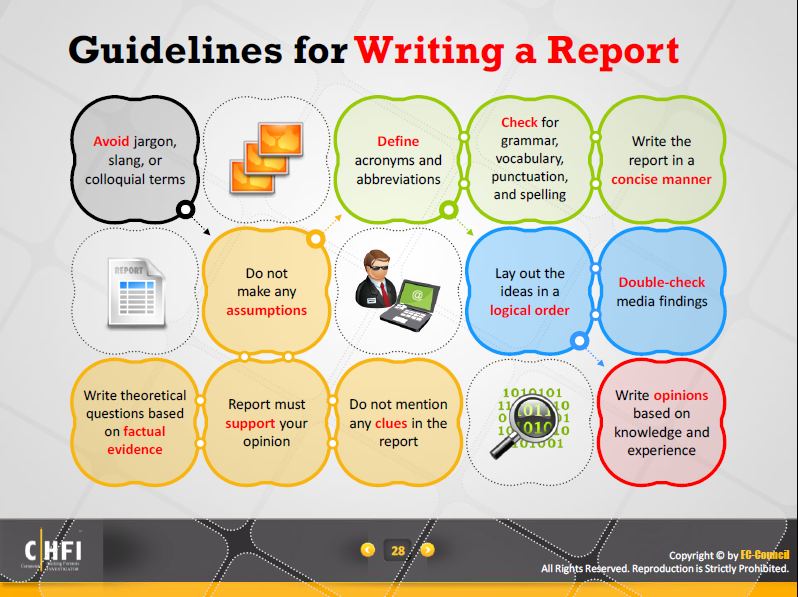 Guidelines for Writing a Report
Avoid jargon,
slang, or
colloquial terms
Define
acronyms and
abbreviations
Check for
grammar,
vocabulary,
punctuation,
and spelling
Write the
report in a
concise manner
REPORT
Do not
make any
assumptions
@
Lay out the
ideas in a
logical order
Double-check
media findings
Write theoretical
questions based
on factual
evidence
Report must
support your
opinion
Do not mention
any clues in the
report
1010101
Write opinions
based on
knowledge and
experience
CHFI
INVESTIGATOR
28
Copyright © by EC-Council
All Rights Reserved. Reproduction is Strictly Prohibited.